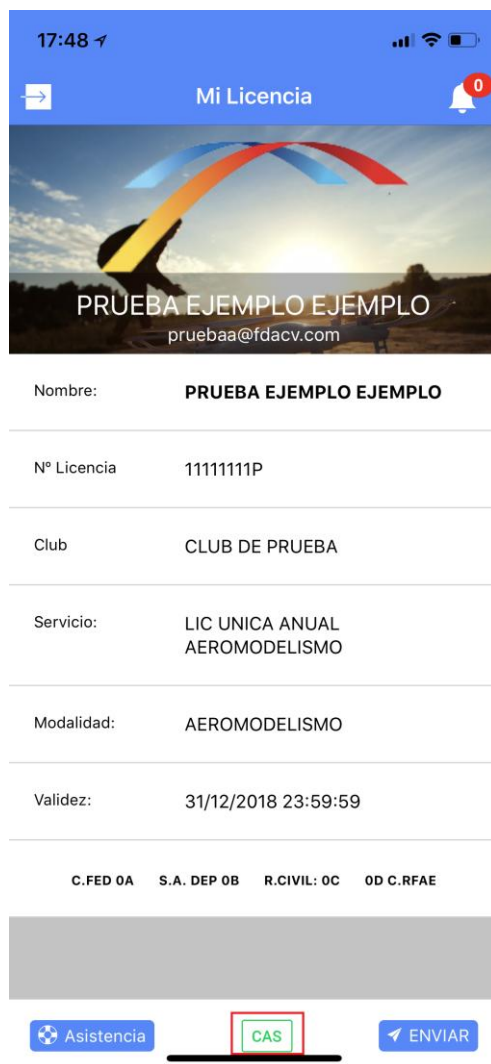 17:48
Mi Licencia
0
PRUEBA EJEMPLO EJEMPLO
pruebaa@fdacv.com
Nombre: PRUEBA EJEMPLO EJEMPLO
Nº Licencia 11111111P
Club CLUB DE PRUEBA
Servicio: LIC UNICA ANUAL
AEROMODELISMO
Modalidad: AEROMODELISMO
Validez: 31/12/2018 23:59:59
C.FED 0A S.A. DEP 0B R.CIVIL: 0C 0D C.RFAE
Asistencia CAS ENVIAR